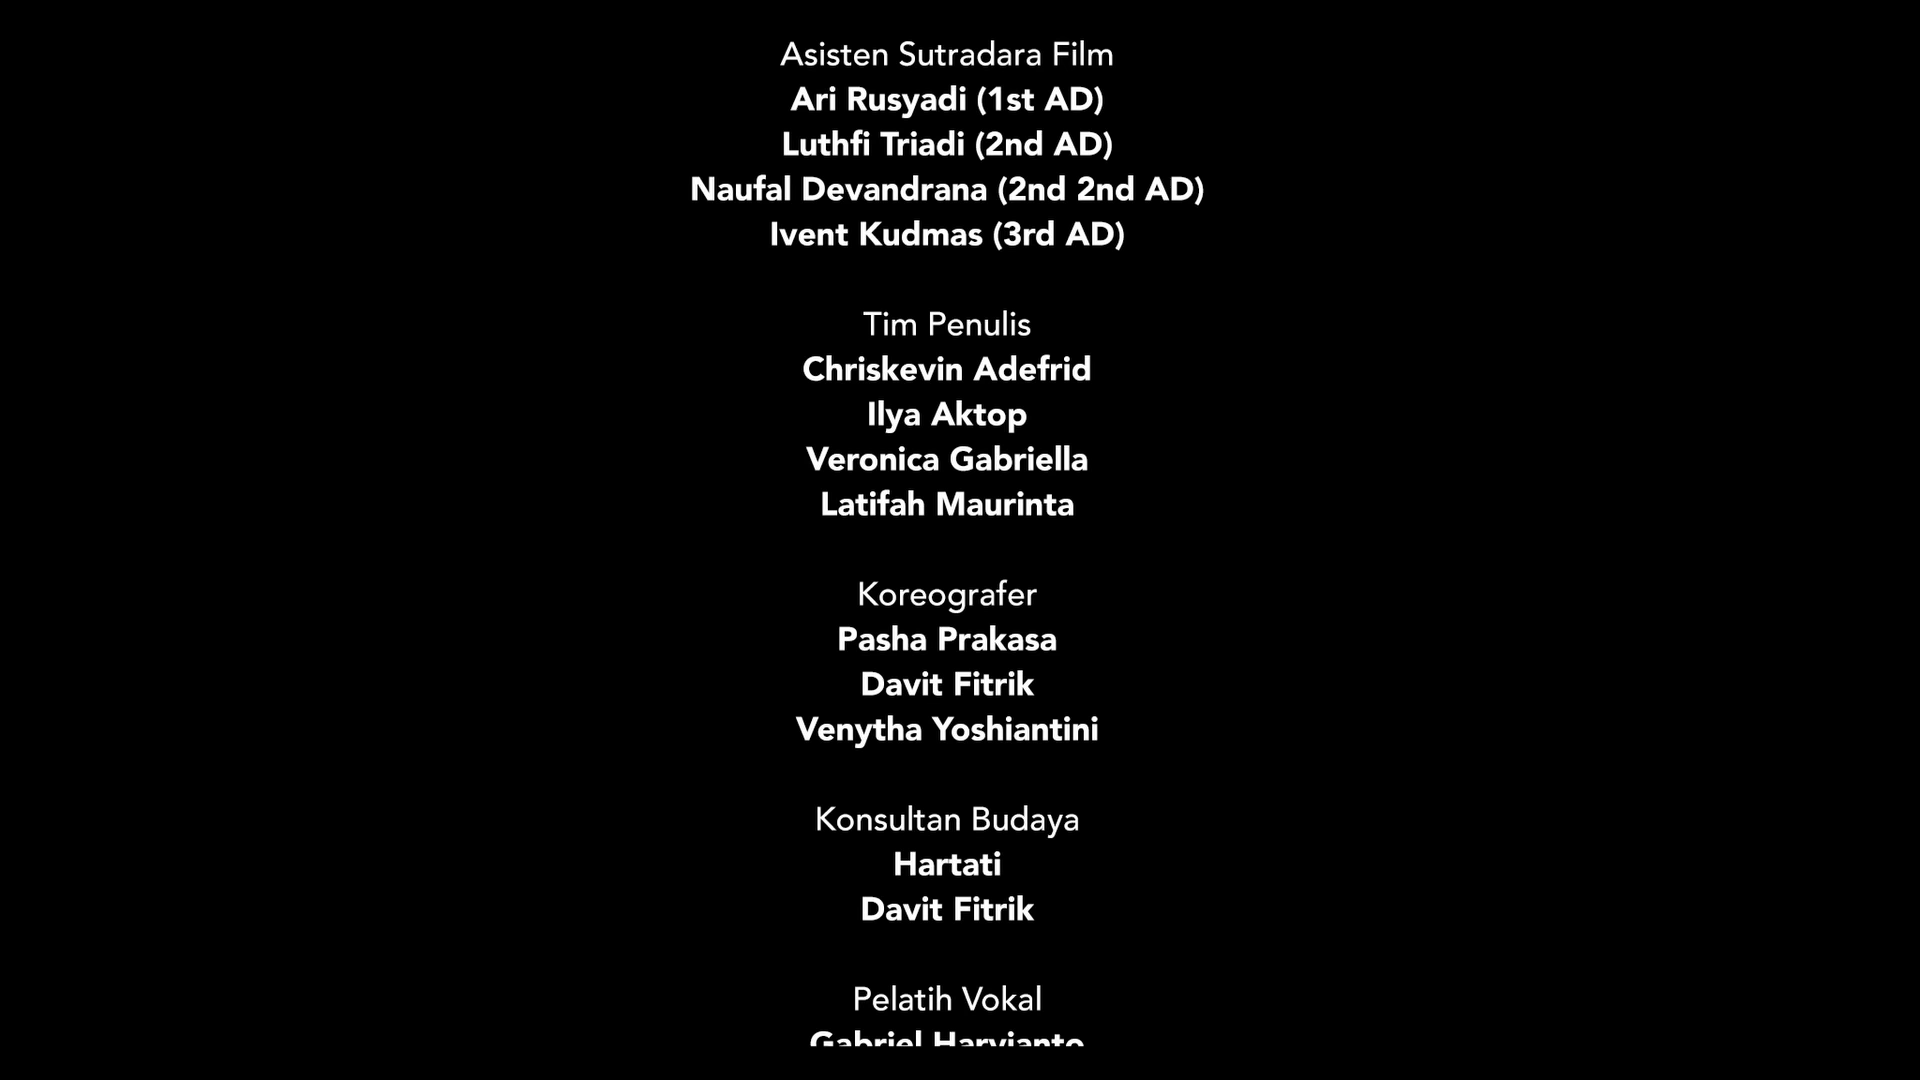 Asisten Sutradara Film
Ari Rusyadi (1st AD)
Luthfi Triadi (2nd AD)
Naufal Devandrana (2nd 2nd AD)
Ivent Kudmas (3rd AD)
Tim Penulis
Chriskevin Adefrid
Ilya Aktop
Veronica Gabriella
Latifah Maurinta
Koreografer
Pasha Prakasa
Davit Fitrik
Venytha Yoshiantini
Konsultan Budaya
Hartati
Davit Fitrik
Pelatih Vokal
Gabriel Harvianto